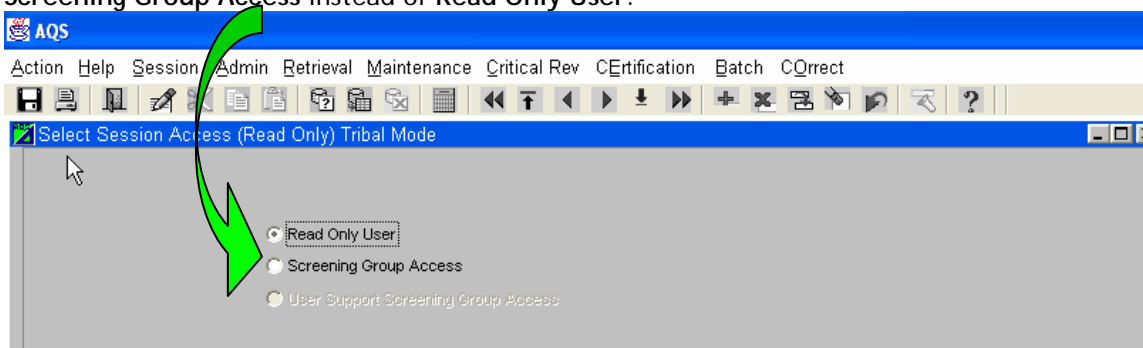 Screening Group Access instead of Read Only User.
AQS
Action Help Session Admin Retrieval Maintenance Critical Rev CErtification Batch COrrect
Select Session Access (Read Only) Tribal Mode
Read Only User
Screening Group Access
User Support Screening Group Access